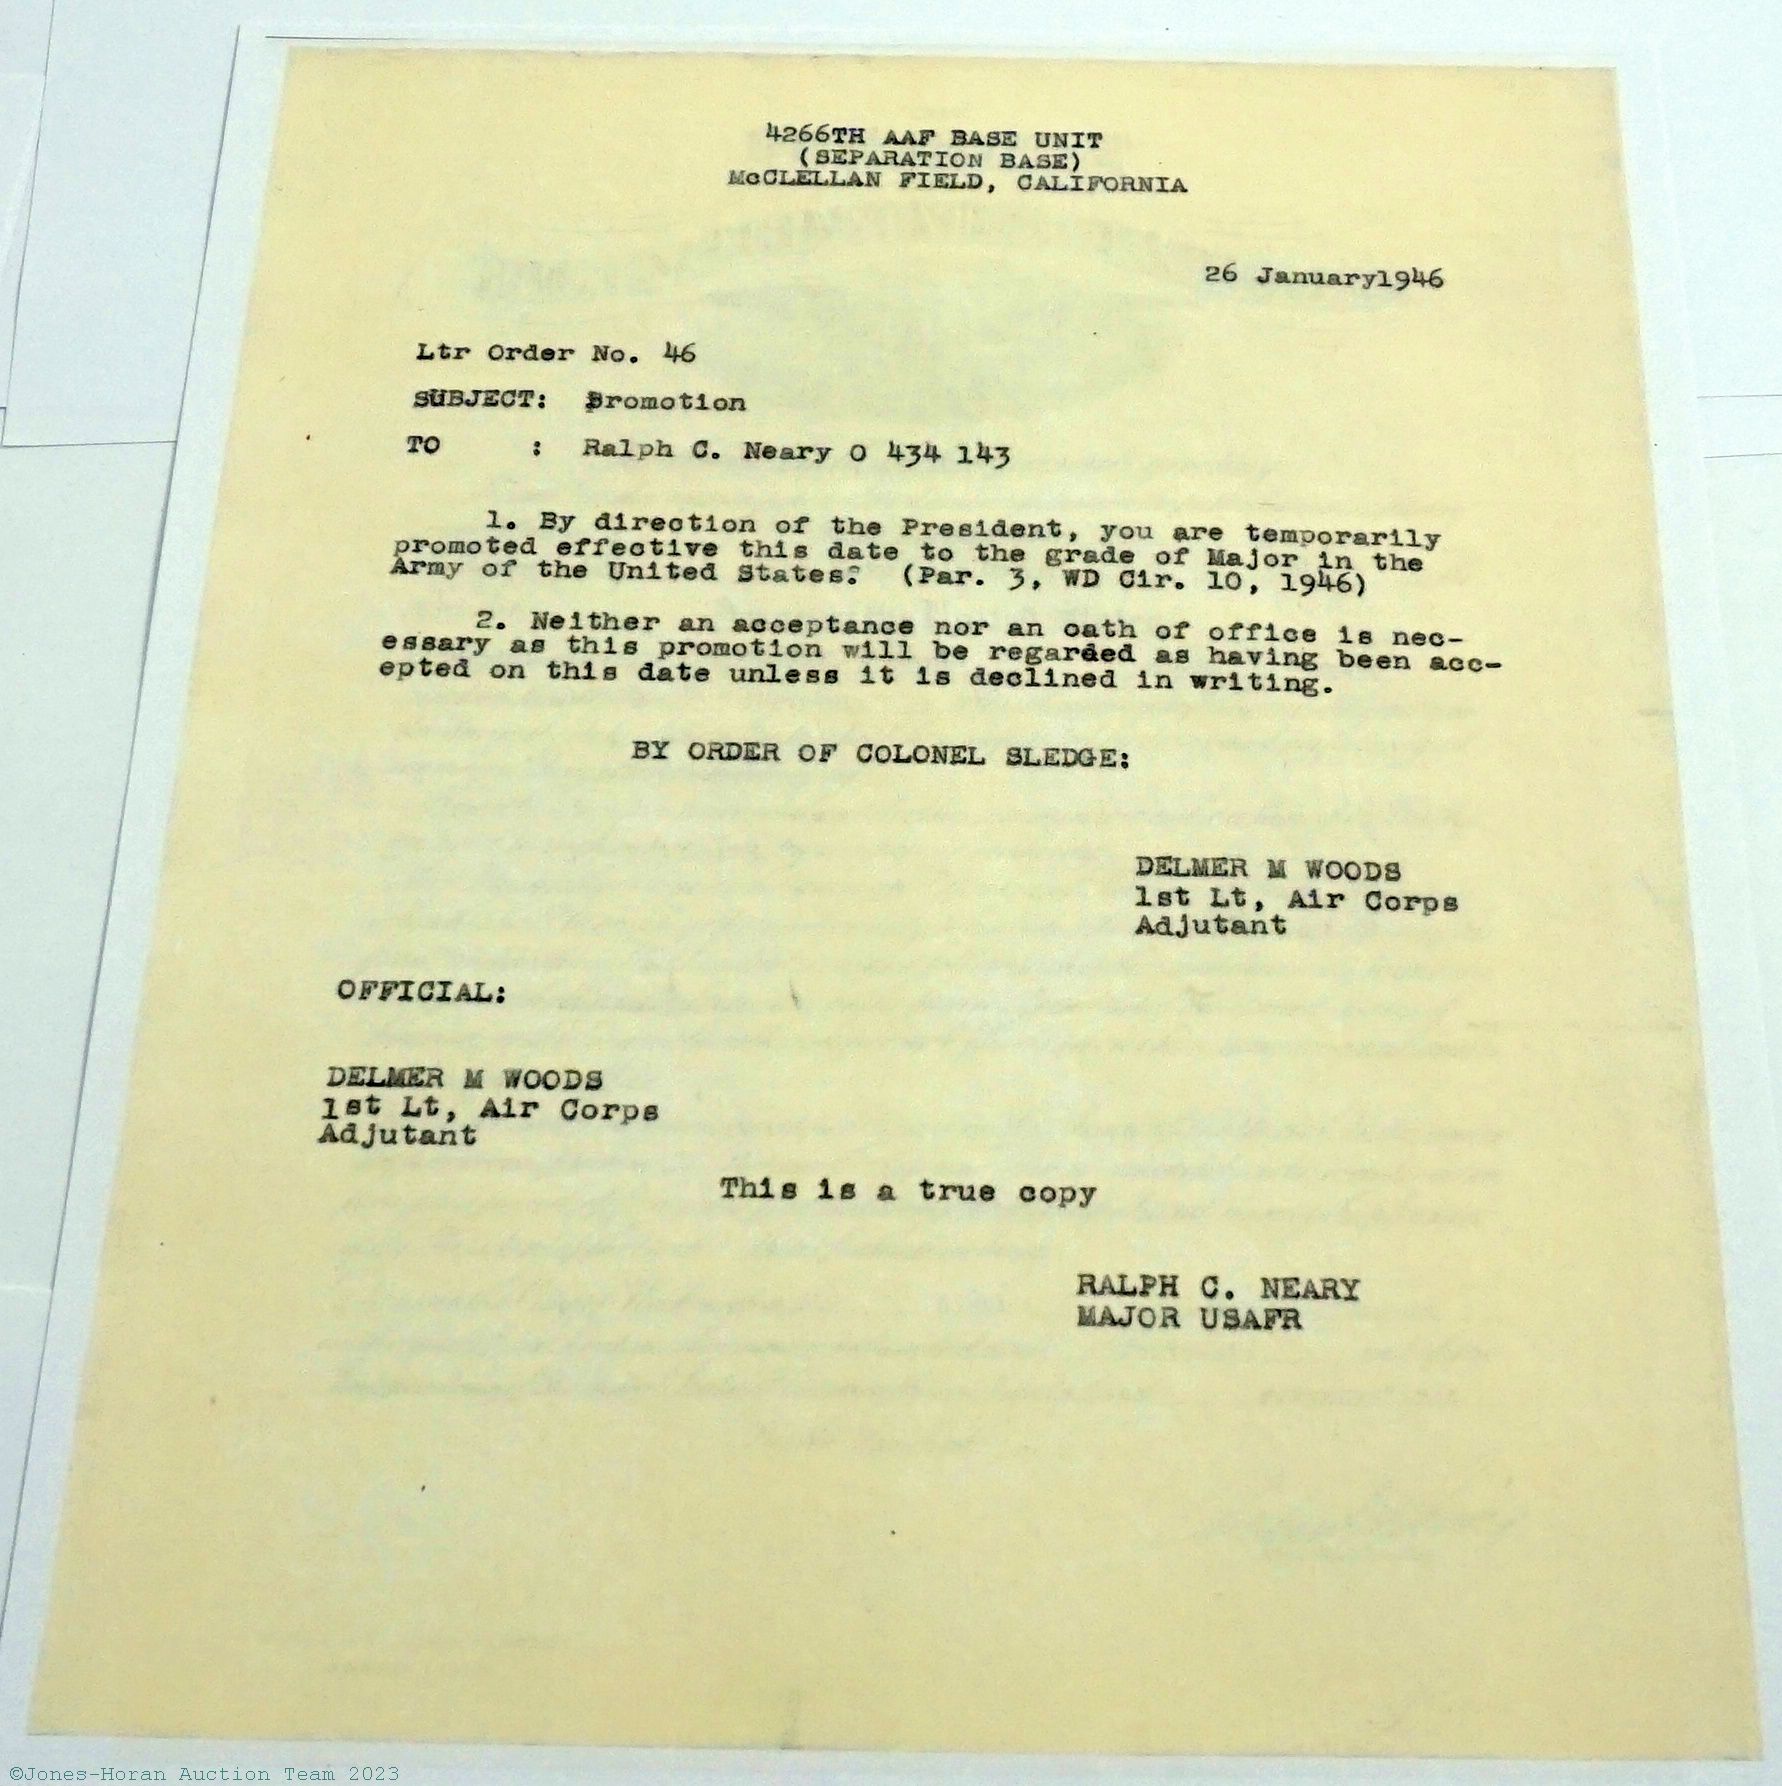 4266TH AAF BASE UNIT
(SEPARATION BASE)
McCLELLAN FIELD, CALIFORNIA
26 January1946
Ltr Order No. 46
SUBJECT: Promotion
TO : Ralph C. Neary O 434 143
1. By direction of the President, you are temporarily
promoted effective this date to the grade of Major in the
Army of the United States. (Par. 3, WD Cir. 10, 1946)
2. Neither an acceptance nor an oath of office is nec-
essary as this promotion will be regarded as having been acc-
epted on this date unless it is declined in writing.
BY ORDER OF COLONEL SLEDGE:
DELMER M WOODS
1st Lt, Air Corps
Adjutant
OFFICIAL:
DELMER M WOODS
1st Lt, Air Corps
Adjutant
This is a true copy
RALPH C. NEARY
MAJOR USAFR
©Jones-Horan Auction Team 2023